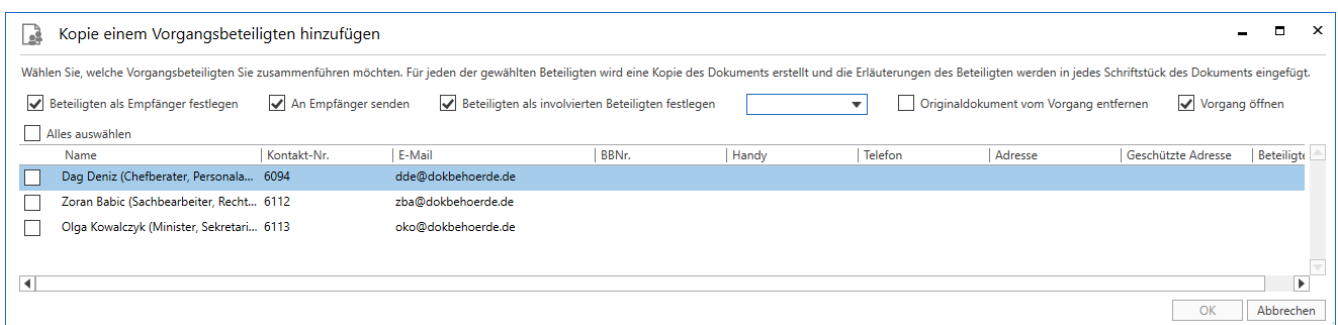 Kopie einem Vorgangsbeteiligten hinzufügen
Wählen Sie, welche Vorgangsbeteiligten Sie zusammenführen möchten. Für jeden der gewählten Beteiligten wird eine Kopie des Dokuments erstellt und die Erläuterungen des Beteiligten werden in jedes Schriftstück des Dokuments eingefügt.
Beteiligten als Empfänger festlegen An Empfänger senden Beteiligten als involvierten Beteiligten festlegen Originaldokument vom Vorgang entfernen Vorgang öffnen
Alles auswählen
Name Kontakt-Nr. E-Mail BBNr. Handy Telefon Adresse Geschützte Adresse Beteiligte
Dag Deniz (Chefberater, Personala... 6094 dde@dokbehoerde.de
Zoran Babic (Sachbearbeiter, Recht... 6112 zba@dokbehoerde.de
Olga Kowalczyk (Minister, Sekretari... 6113 oko@dokbehoerde.de
OK Abbrechen